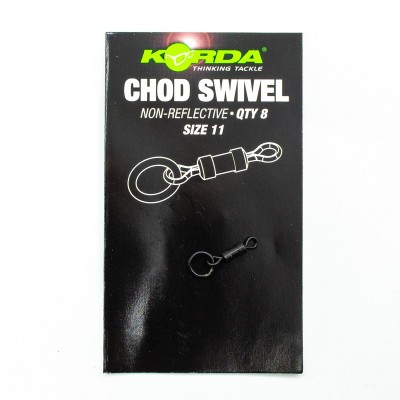 KORDA®
THINKING TACKLE
CHOD SWIVEL
NON-REFLECTIVE • QTY 8
SIZE 11